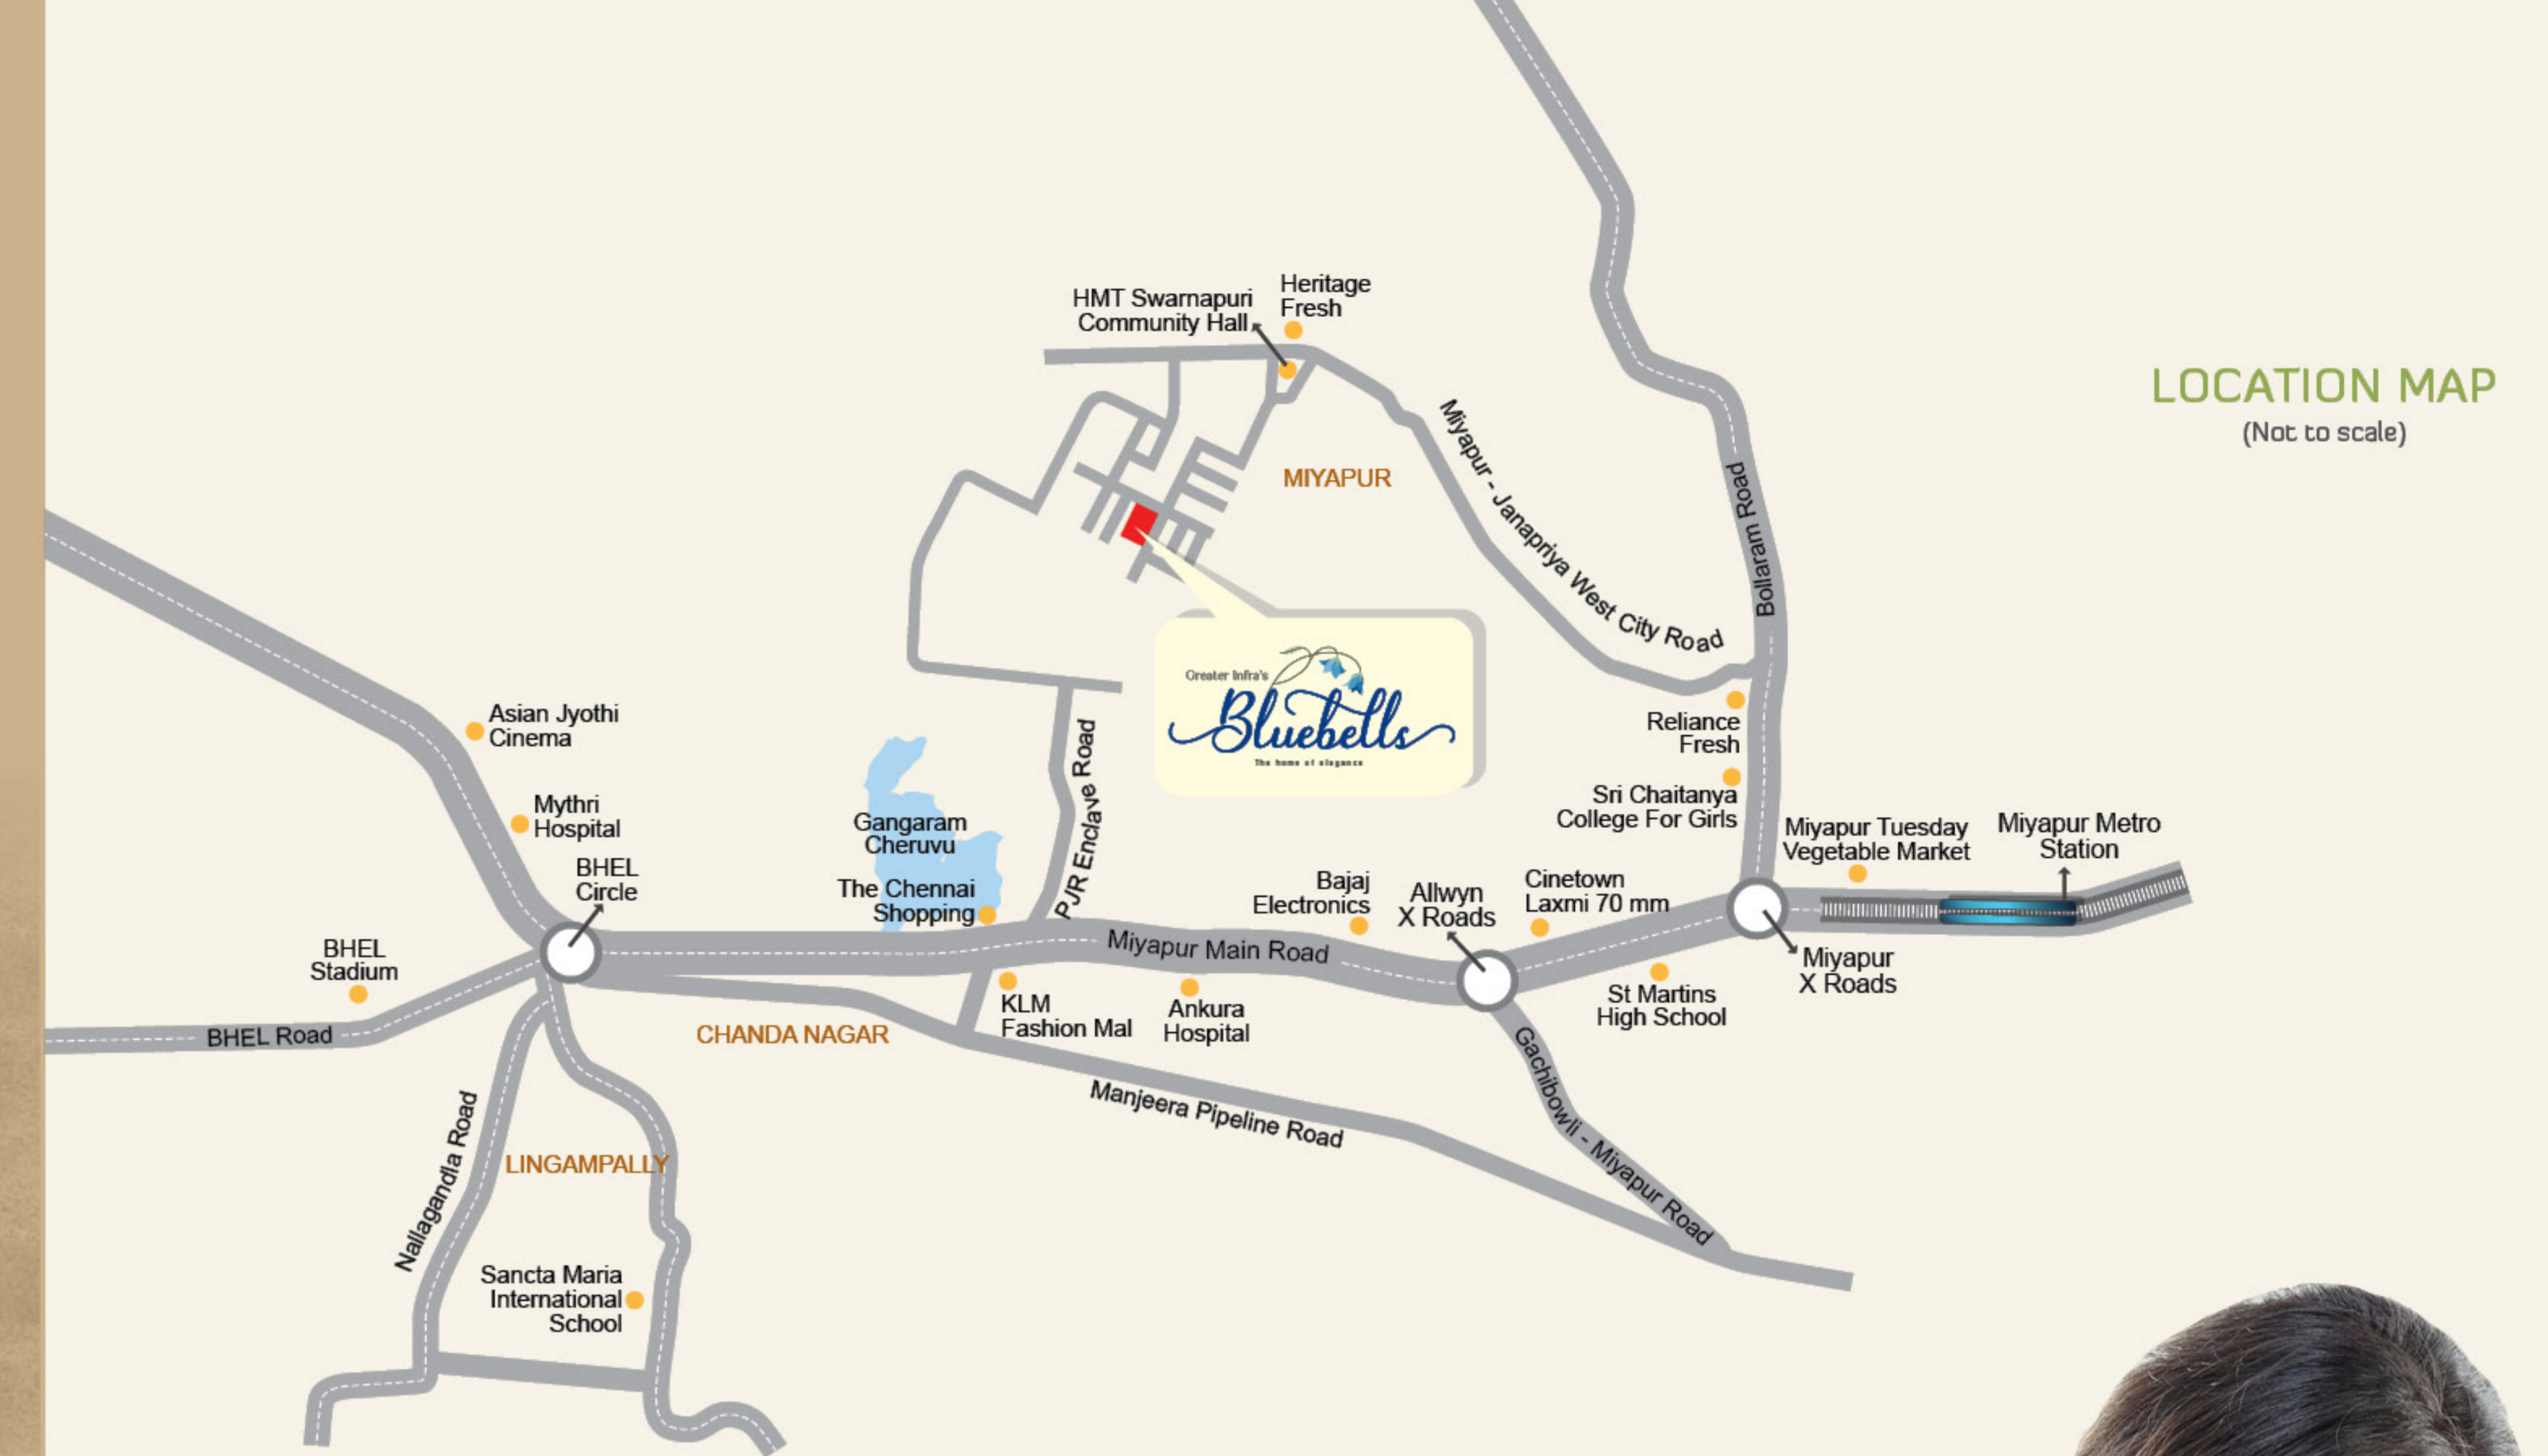 LOCATION MAP
(Not to scale)
Heritage
Fresh
HMT Swarnapuri
Community Hall
MIYAPUR
Miyapur - Janapriya West City Road
Bollaram Road
Greater Infra's
Bluebells
The home of elegance
Reliance
Fresh
Sri Chaitanya
College For Girls
Miyapur Tuesday
Vegetable Market
Miyapur Metro
Station
Asian Jyothi
Cinema
Mythri
Hospital
BHEL
Circle
BHEL
Stadium
BHEL Road
Gangaram
Cheruvu
The Chennai
Shopping
PJR Enclave Road
Bajaj
Electronics
Allwyn
X Roads
Cinetown
Laxmi 70 mm
Miyapur Main Road
Miyapur
X Roads
St Martins
High School
KLM
Fashion Mal
Ankura
Hospital
CHANDA NAGAR
Manjeera Pipeline Road
Gachibowli - Miyapur Road
Nallagandla Road
LINGAMPALLY
Sancta Maria
International
School